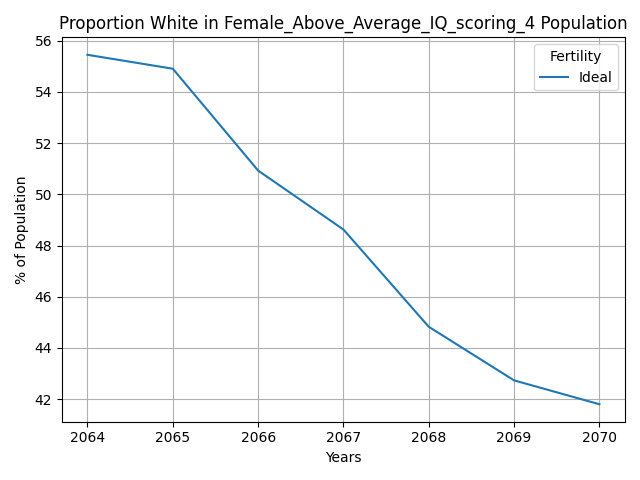 Proportion White in Female_Above_Average_IQ_scoring_4 Population
Fertility
Ideal
56
54
52
50
48
46
44
42
% of Population
2064 2065 2066 2067 2068 2069 2070
Years